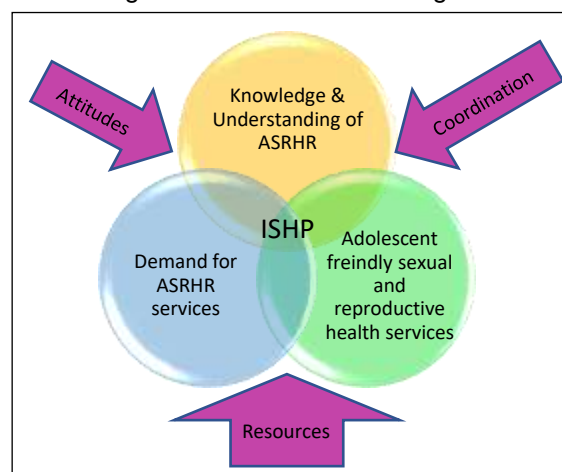 Attitudes
Knowledge &
Understanding of
ASRHR
Coordination
ISHP
Demand for
ASRHR
services
Adolescent
freindly sexual
and
reproductive
health services
Resources